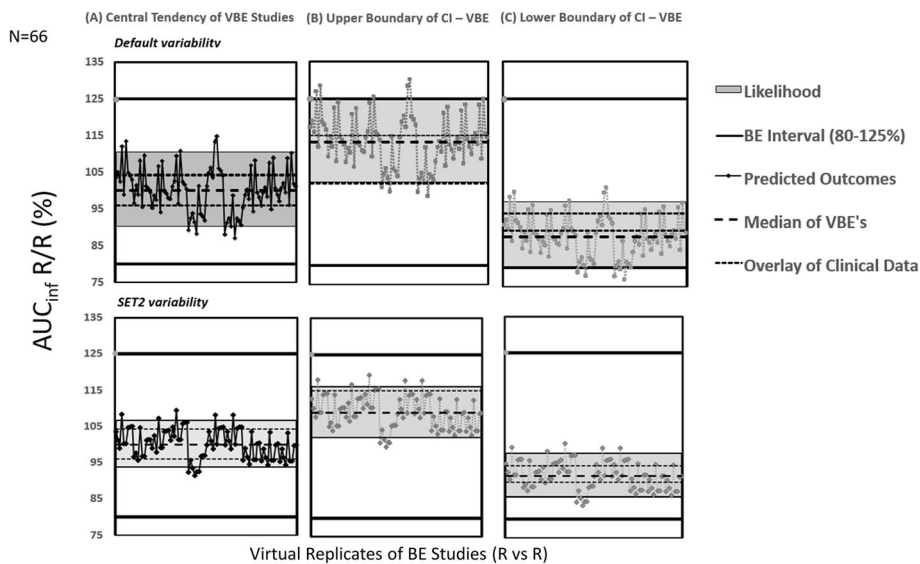 (A) Central Tendency of VBE Studies (B) Upper Boundary of CI – VBE (C) Lower Boundary of CI – VBE
N=66
Default variability
135
125
115
105
95
85
75
Likelihood
BE Interval (80-125%)
Predicted Outcomes
Median of VBE's
Overlay of Clinical Data
AUCinf R/R (%)
SET2 variability
135
125
115
105
95
85
75
Virtual Replicates of BE Studies (R vs R)